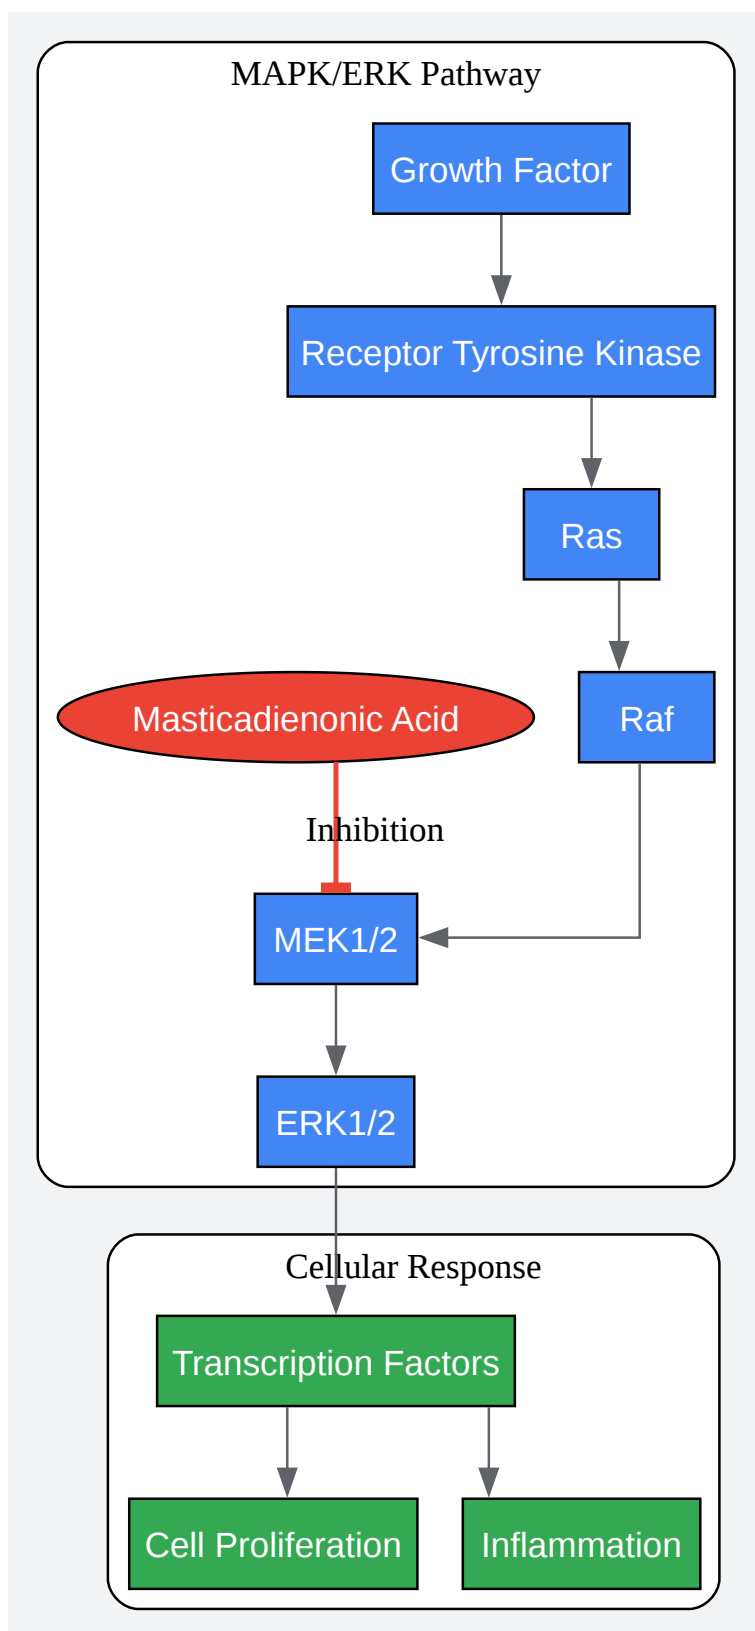 MAPK/ERK Pathway
Growth Factor
Receptor Tyrosine Kinase
Ras
Masticadienonic Acid
Raf
Inhibition
MEK1/2
ERK1/2
Cellular Response
Transcription Factors
Cell Proliferation
Inflammation